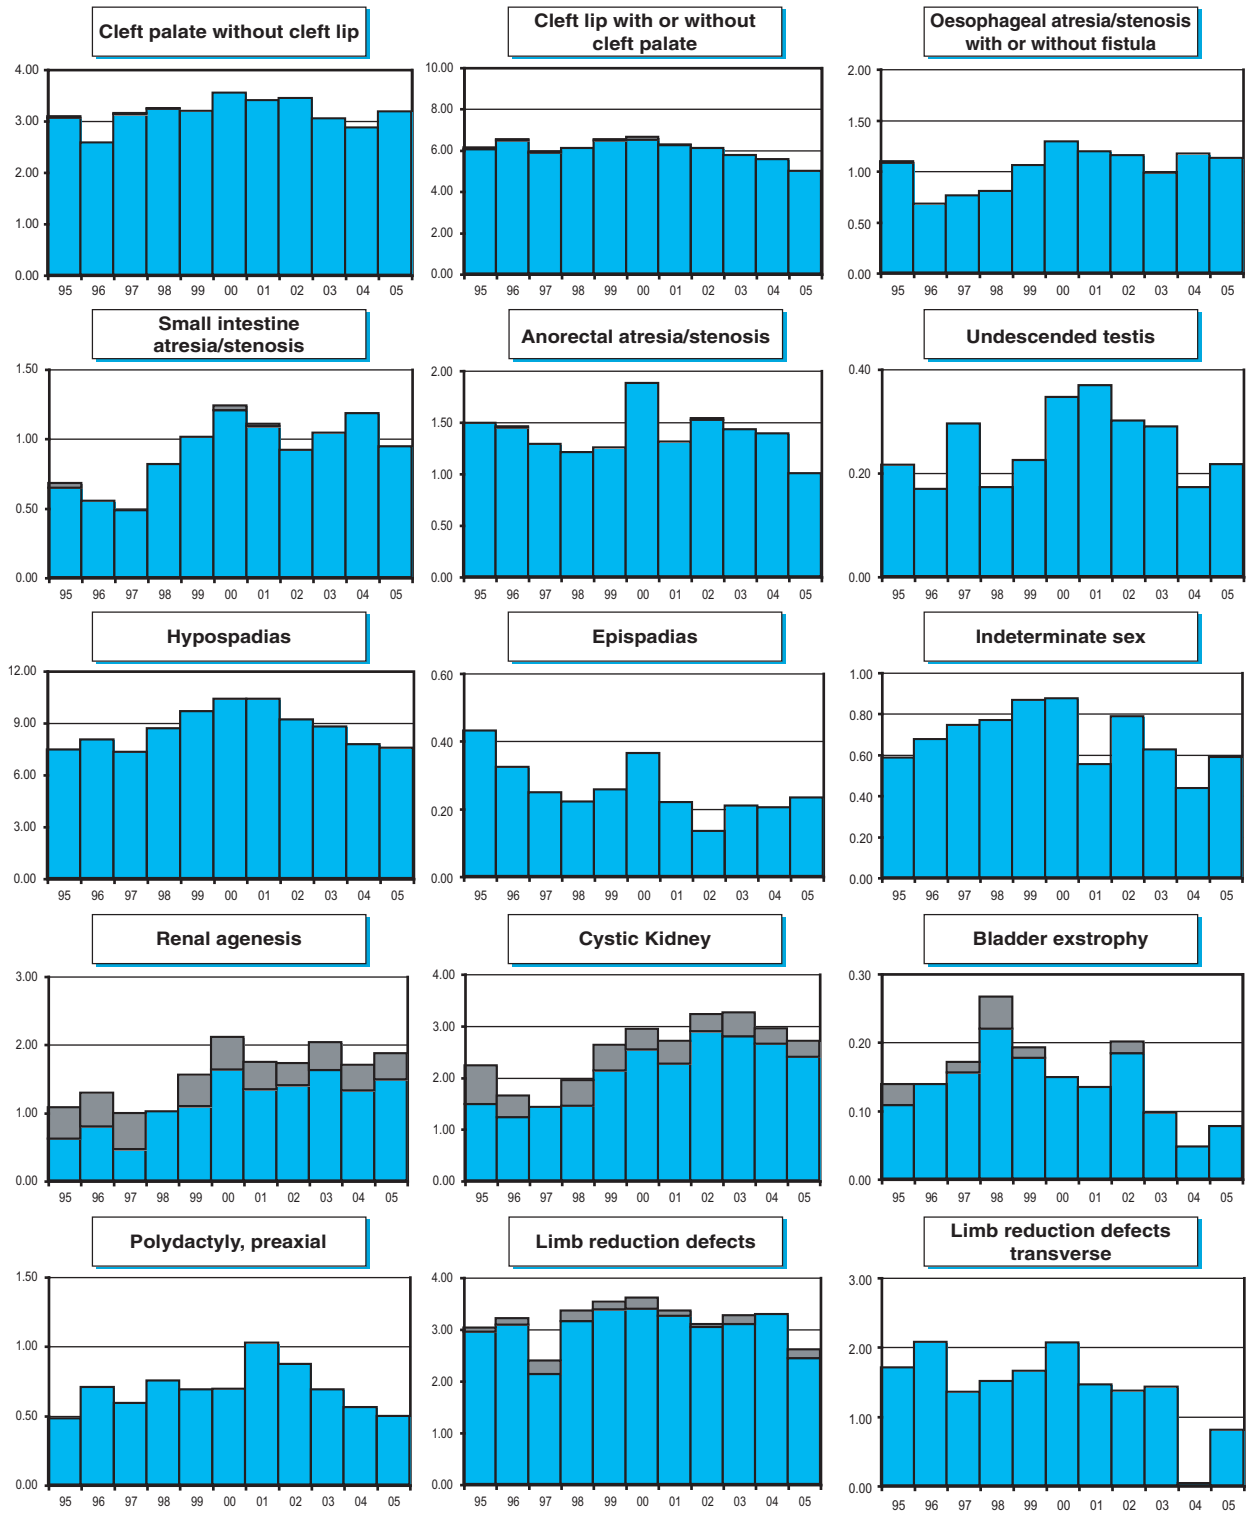 Cleft palate without cleft lip
4.00
3.00
2.00
1.00
0.00
95 96 97 98 99 00 01 02 03 04 05
Cleft lip with or without
cleft palate
10.00
8.00
6.00
4.00
2.00
0.00
95 96 97 98 99 00 01 02 03 04 05
Oesophageal atresia/stenosis
with or without fistula
2.00
1.50
1.00
0.50
0.00
95 96 97 98 99 00 01 02 03 04 05
Small intestine
atresia/stenosis
1.50
1.00
0.50
0.00
95 96 97 98 99 00 01 02 03 04 05
Anorectal atresia/stenosis
2.00
1.50
1.00
0.50
0.00
95 96 97 98 99 00 01 02 03 04 05
Undescended testis
0.40
0.20
0.00
95 96 97 98 99 00 01 02 03 04 05
Hypospadias
12.00
9.00
6.00
3.00
0.00
95 96 97 98 99 00 01 02 03 04 05
Epispadias
0.60
0.40
0.20
0.00
95 96 97 98 99 00 01 02 03 04 05
Indeterminate sex
1.00
0.80
0.60
0.40
0.20
0.00
95 96 97 98 99 00 01 02 03 04 05
Renal agenesis
3.00
2.00
1.00
0.00
95 96 97 98 99 00 01 02 03 04 05
Cystic Kidney
4.00
3.00
2.00
1.00
0.00
95 96 97 98 99 00 01 02 03 04 05
Bladder exstrophy
0.30
0.20
0.10
0.00
95 96 97 98 99 00 01 02 03 04 05
Polydactyly, preaxial
1.50
1.00
0.50
0.00
95 96 97 98 99 00 01 02 03 04 05
Limb reduction defects
4.00
3.00
2.00
1.00
0.00
95 96 97 98 99 00 01 02 03 04 05
Limb reduction defects
transverse
3.00
2.00
1.00
0.00
95 96 97 98 99 00 01 02 03 04 05